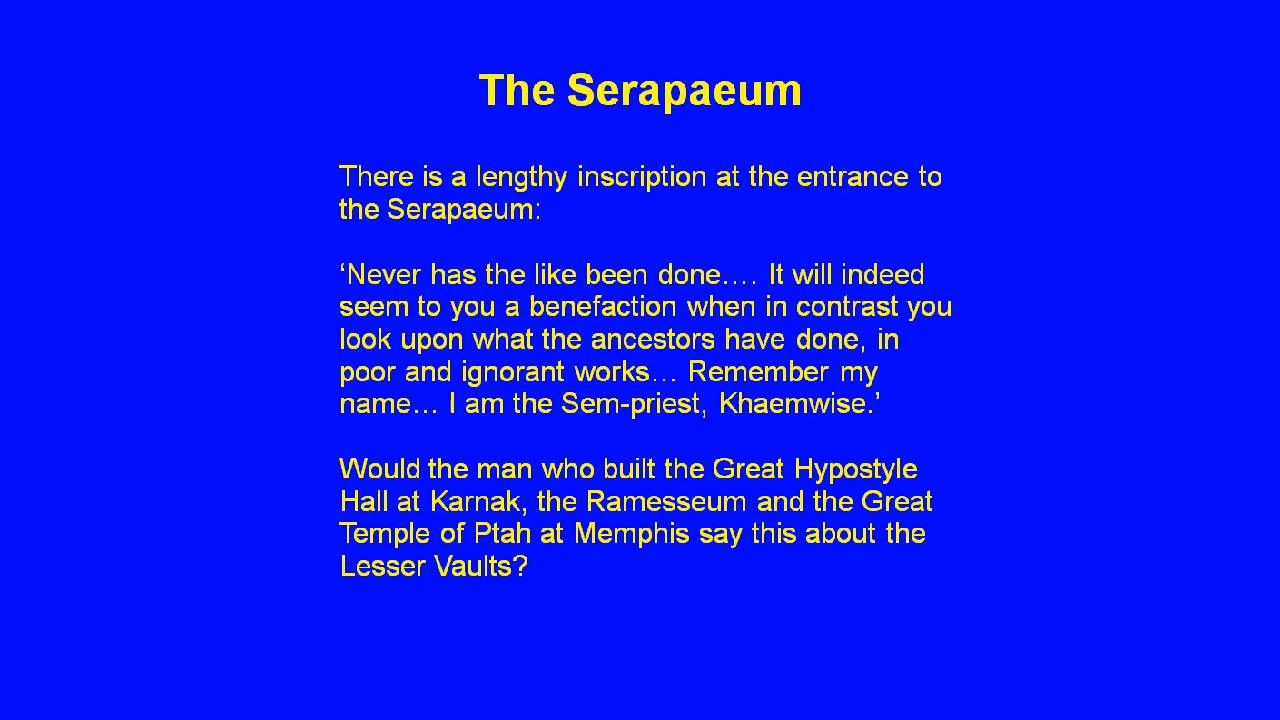 The Serapaeum
There is a lengthy inscription at the entrance to
the Serapaeum:
‘Never has the like been done…. It will indeed
seem to you a benefaction when in contrast you
look upon what the ancestors have done, in
poor and ignorant works… Remember my
name… I am the Sem-priest, Khaemwise.’
Would the man who built the Great Hypostyle
Hall at Karnak, the Ramesseum and the Great
Temple of Ptah at Memphis say this about the
Lesser Vaults?